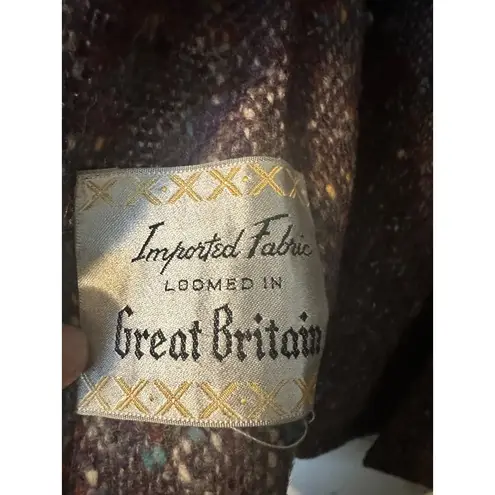 Imported Fabric
LOOMED IN
Great Britain